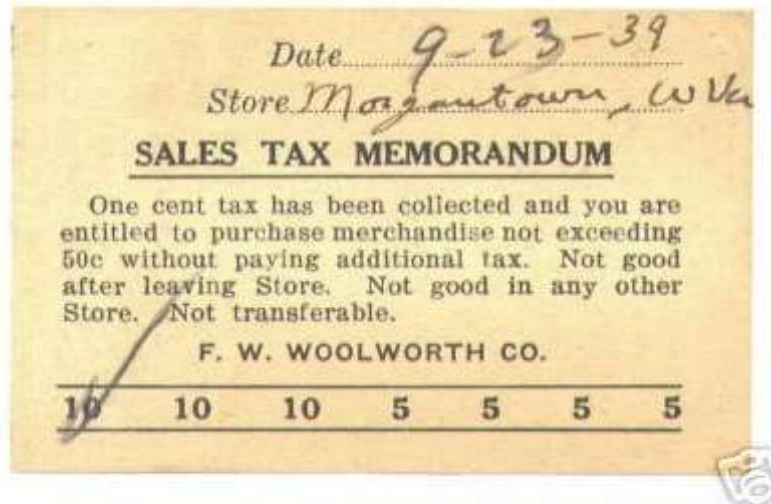 Date 9-23-39
Store Morgantown, W Va
SALES TAX MEMORANDUM
One cent tax has been collected and you are
entitled to purchase merchandise not exceeding
50c without paying additional tax. Not good
after leaving Store. Not good in any other
Store. Not transferable.
F. W. WOOLWORTH CO.
10 10 10 5 5 5 5